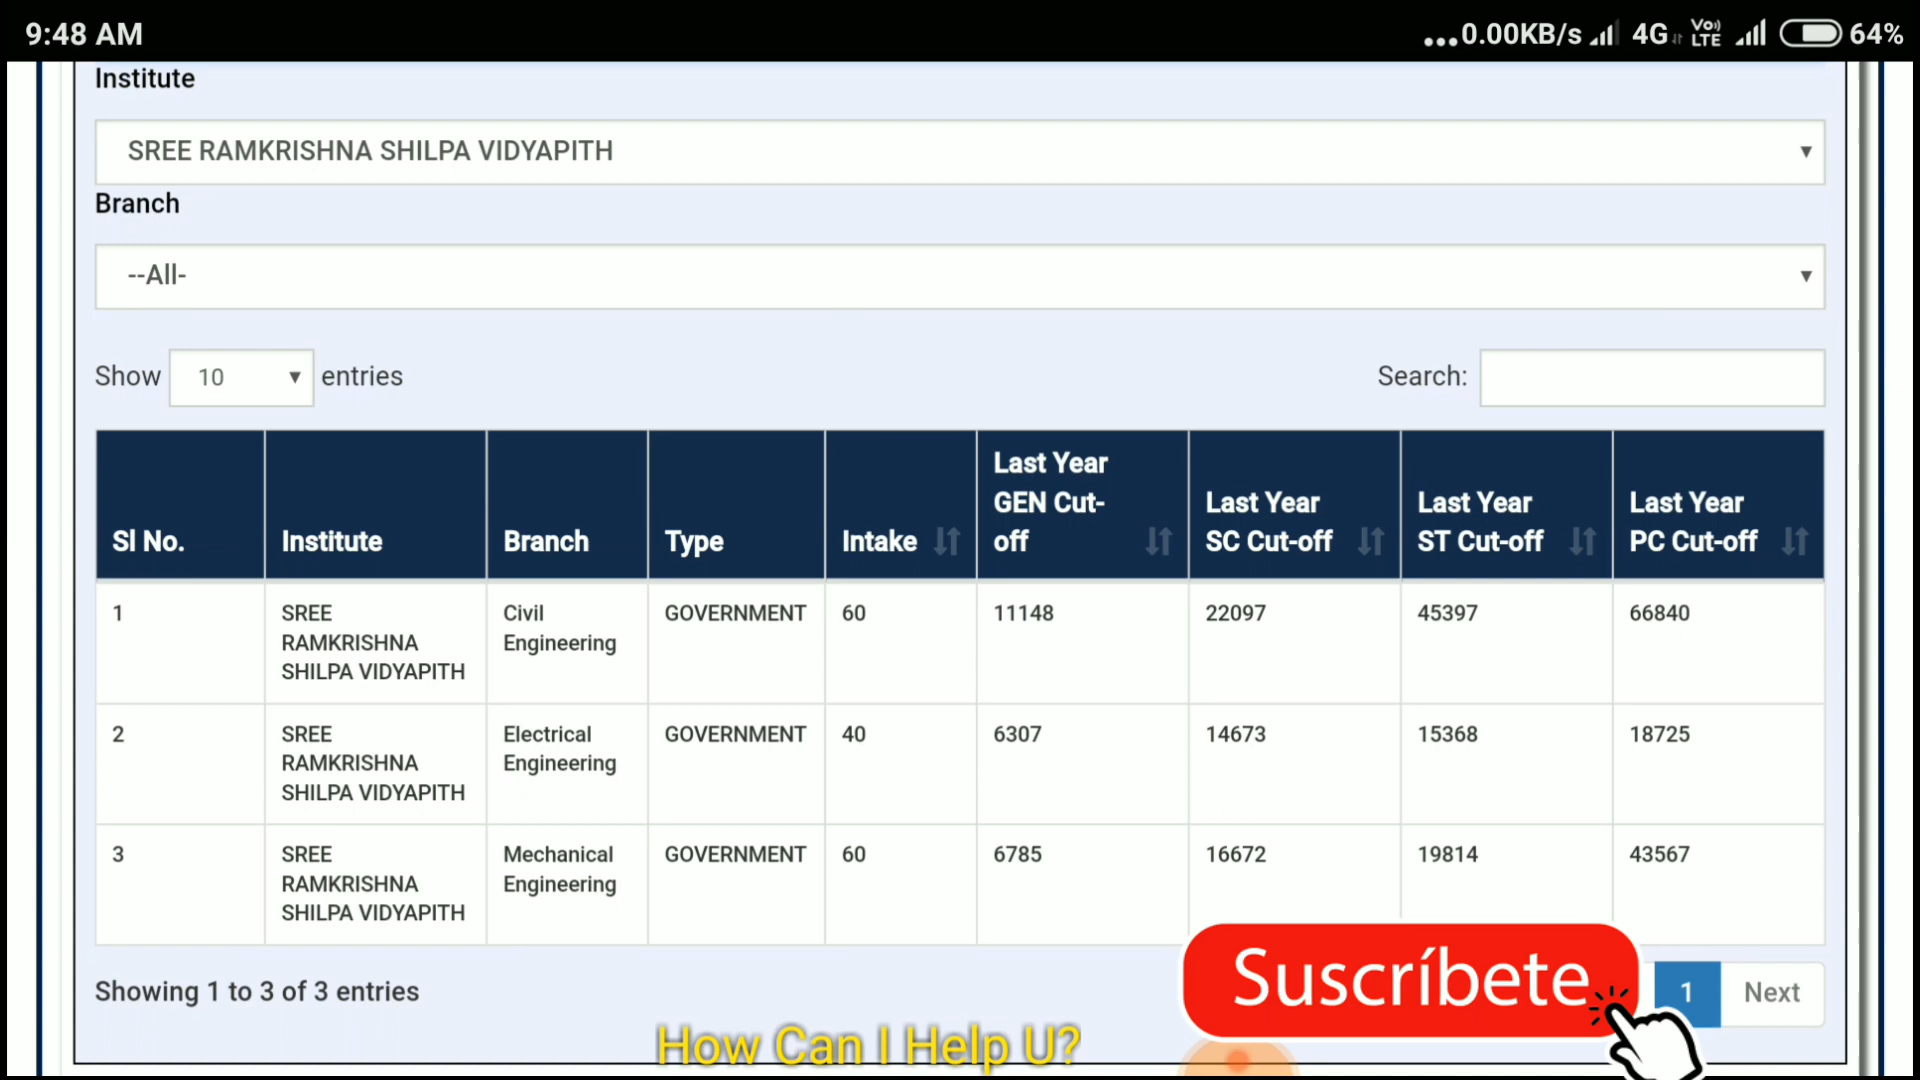 9:48 AM
...0.00KB/s 4G Vo)) LTE 64%
Institute
SREE RAMKRISHNA SHILPA VIDYAPITH
Branch
--All-
Show 10 entries
Search:
Sl No. Institute Branch Type Intake Last Year GEN Cut-off Last Year SC Cut-off Last Year ST Cut-off Last Year PC Cut-off
1 SREE RAMKRISHNA SHILPA VIDYAPITH Civil Engineering GOVERNMENT 60 11148 22097 45397 66840
2 SREE RAMKRISHNA SHILPA VIDYAPITH Electrical Engineering GOVERNMENT 40 6307 14673 15368 18725
3 SREE RAMKRISHNA SHILPA VIDYAPITH Mechanical Engineering GOVERNMENT 60 6785 16672 19814 43567
Showing 1 to 3 of 3 entries
Suscríbete
1 Next
How Can I Help U?